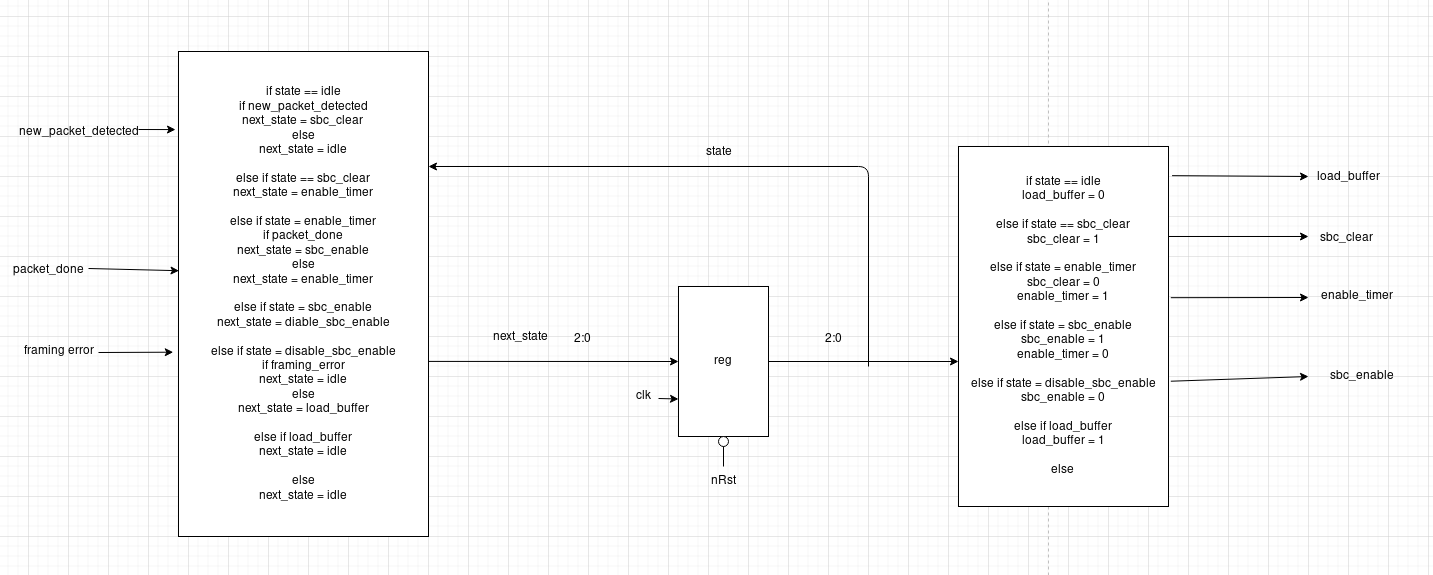 new_packet_detected
packet_done
framing error
if state == idle
if new_packet_detected
next_state = sbc_clear
else
next_state = idle
else if state == sbc_clear
next_state = enable_timer
else if state = enable_timer
if packet_done
next_state = sbc_enable
else
next_state = enable_timer
else if state = sbc_enable
next_state = diable_sbc_enable
else if state = disable_sbc_enable
if framing_error
next_state = idle
else
next_state = load_buffer
else if load_buffer
next_state = idle
else
next_state = idle
state
next_state 2:0
clk
reg
nRst
2:0
if state == idle
load_buffer = 0
else if state == sbc_clear
sbc_clear = 1
else if state = enable_timer
sbc_clear = 0
enable_timer = 1
else if state = sbc_enable
sbc_enable = 1
enable_timer = 0
else if state = disable_sbc_enable
sbc_enable = 0
else if load_buffer
load_buffer = 1
else
load_buffer
sbc_clear
enable_timer
sbc_enable